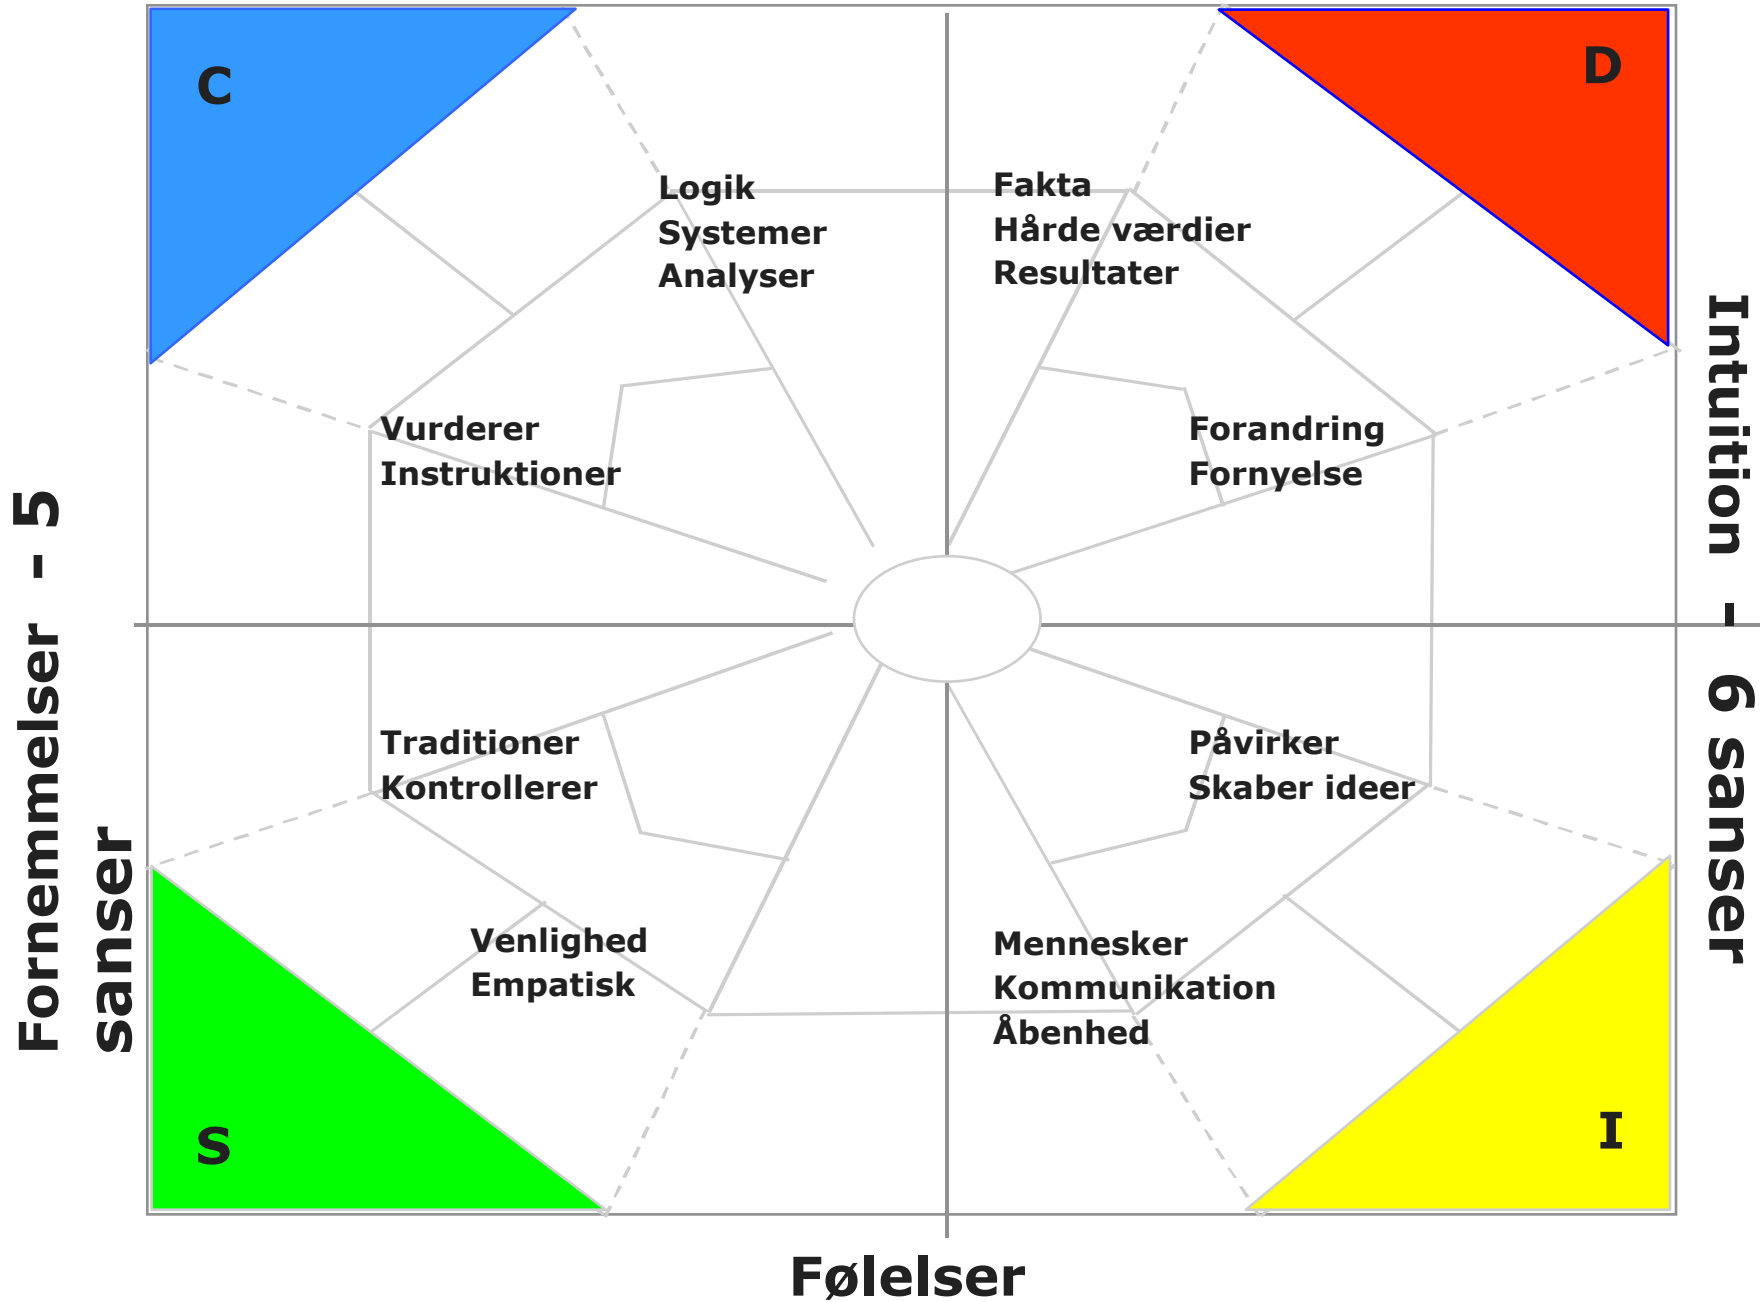 C
D
Logik
Systemer
Analyser
Fakta
Hårde værdier
Resultater
Vurderer
Instruktioner
Forandring
Fornyelse
Fornemmelser - 5
sanser
Intuition - 6 sanser
Traditioner
Kontrollerer
Påvirker
Skaber ideer
Venlighed
Empatisk
Mennesker
Kommunikation
Åbenhed
S
I
Følelser